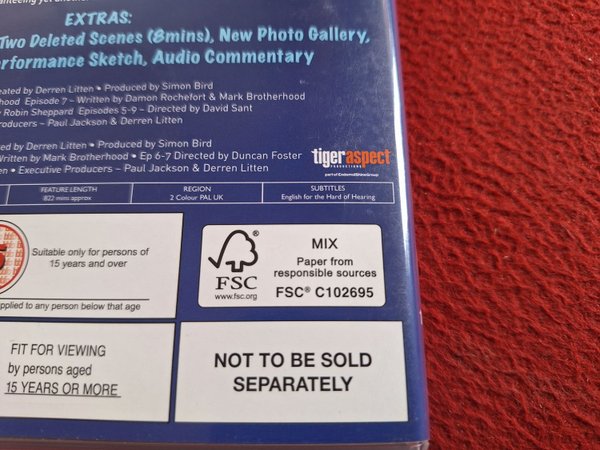 EXTRAS:
Two Deleted Scenes (8mins), New Photo Gallery,
Performance Sketch, Audio Commentary
by Derren Litten • Produced by Simon Bird
Episode 7 – Written by Damon Rochefort & Mark Brotherhood
Robin Sheppard Episodes 5-9 – Directed by David Sant
– Paul Jackson & Derren Litten
by Derren Litten • Produced by Simon Bird
Written by Mark Brotherhood • Ep 6-7 Directed by Duncan Foster
• Executive Producers – Paul Jackson & Derren Litten
tigeraspect
PRODUCTIONS
part of EndemolShineGroup
FEATURE LENGTH
822 mins approx
REGION
2 Colour PAL UK
SUBTITLES
English for the Hard of Hearing
Suitable only for persons of
15 years and over
to any person below that age
FSC
www.fsc.org
MIX
Paper from
responsible sources
FSC® C102695
FIT FOR VIEWING
by persons aged
15 YEARS OR MORE
NOT TO BE SOLD
SEPARATELY